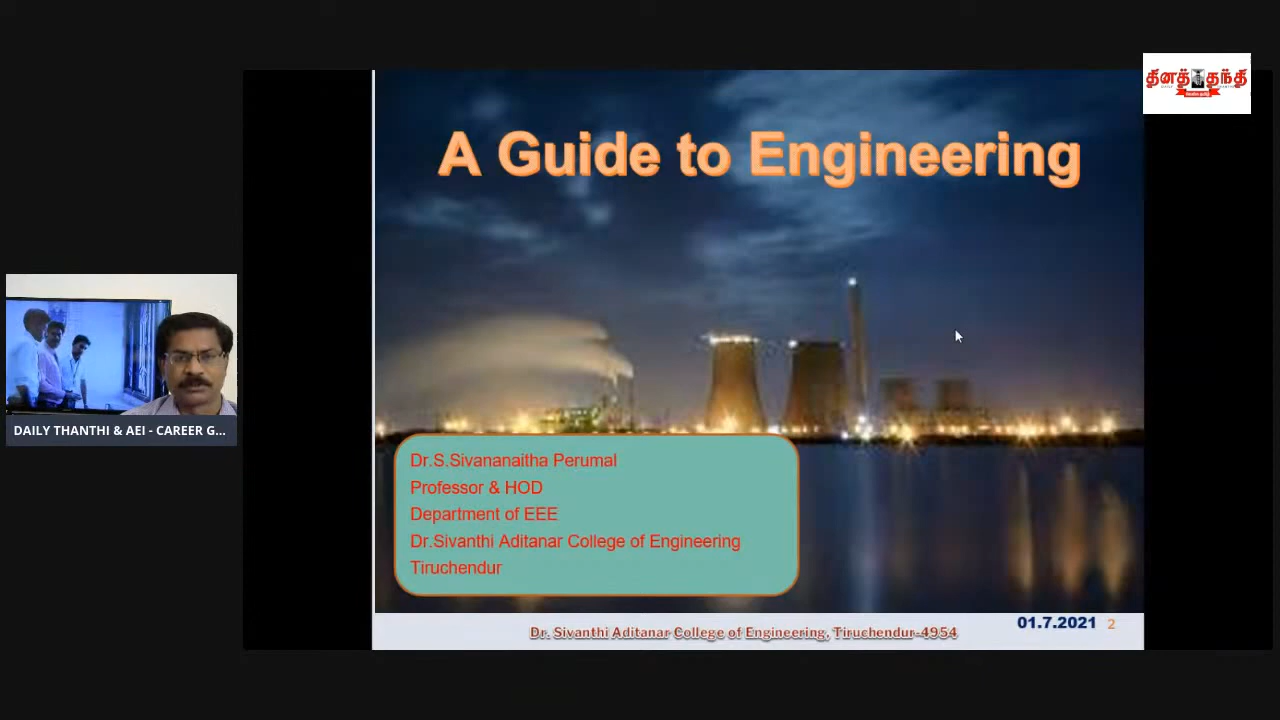 தினத் தந்தி
A Guide to Engineering
Dr.S.Sivananaitha Perumal
Professor & HOD
Department of EEE
Dr.Sivanthi Aditanar College of Engineering
Tiruchendur
DAILY THANTHI & AEI - CAREER G...
01.7.2021 2
Dr. Sivanthi Aditanar College of Engineering, Tiruchendur-4954